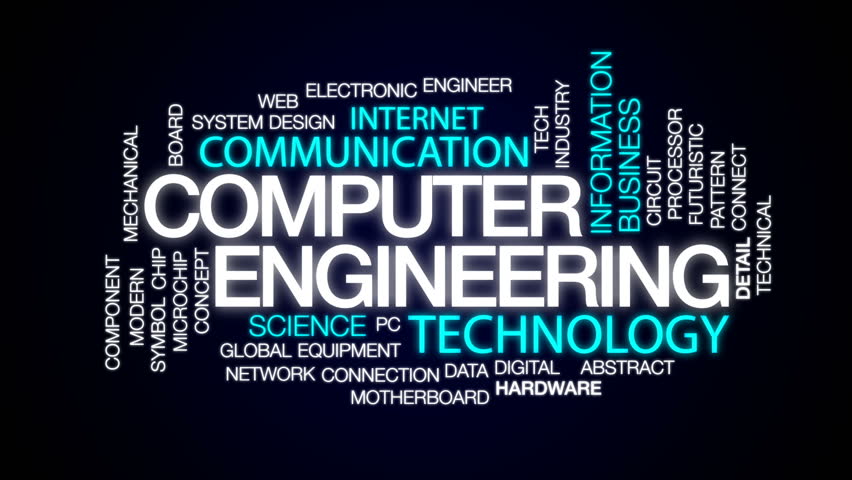 ELECTRONIC ENGINEER
WEB
SYSTEM DESIGN INTERNET
COMMUNICATION
COMPUTER
ENGINEERING
SCIENCE PC TECHNOLOGY
GLOBAL EQUIPMENT
NETWORK CONNECTION DATA DIGITAL ABSTRACT
MOTHERBOARD HARDWARE
COMPONENT
MODERN
MECHANICAL
SYMBOL CHIP
MICROCHIP
BOARD
CONCEPT
TECH
INDUSTRY
INFORMATION
BUSINESS
CIRCUIT
PROCESSOR
FUTURISTIC
PATTERN
CONNECT
DETAIL
TECHNICAL